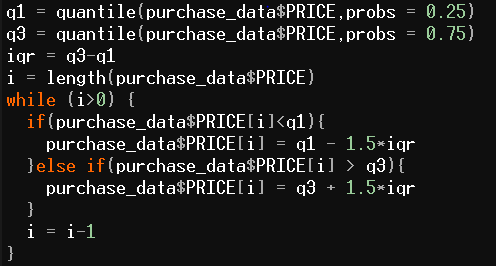 q1 = quantile(purchase_data$PRICE,probs = 0.25)
q3 = quantile(purchase_data$PRICE,probs = 0.75)
iqr = q3-q1
i = length(purchase_data$PRICE)
while (i>0) {
  if(purchase_data$PRICE[i]<q1){
    purchase_data$PRICE[i] = q1 - 1.5*iqr
  }else if(purchase_data$PRICE[i] > q3){
    purchase_data$PRICE[i] = q3 + 1.5*iqr
  }
  i = i-1
}